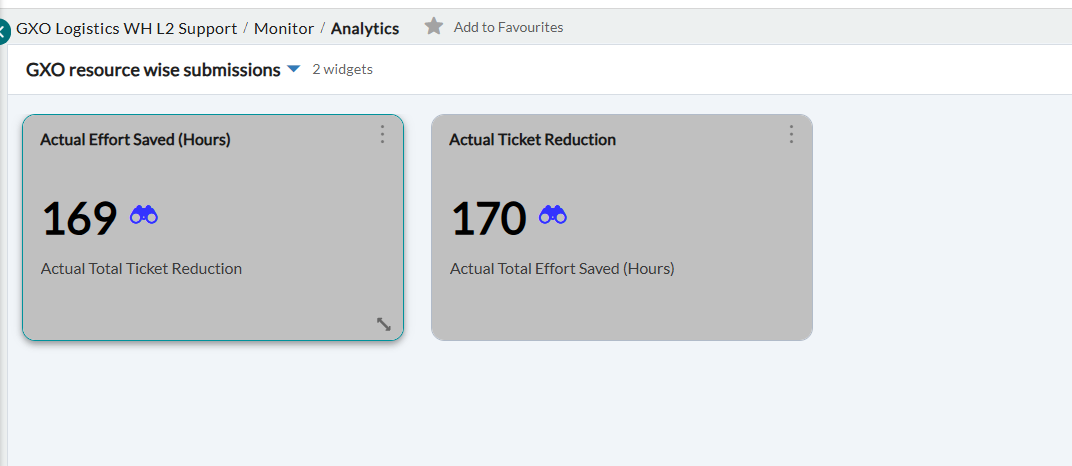 GXO Logistics WH L2 Support / Monitor / Analytics Add to Favourites
GXO resource wise submissions 2 widgets
Actual Effort Saved (Hours)
169
Actual Total Ticket Reduction
Actual Ticket Reduction
170
Actual Total Effort Saved (Hours)